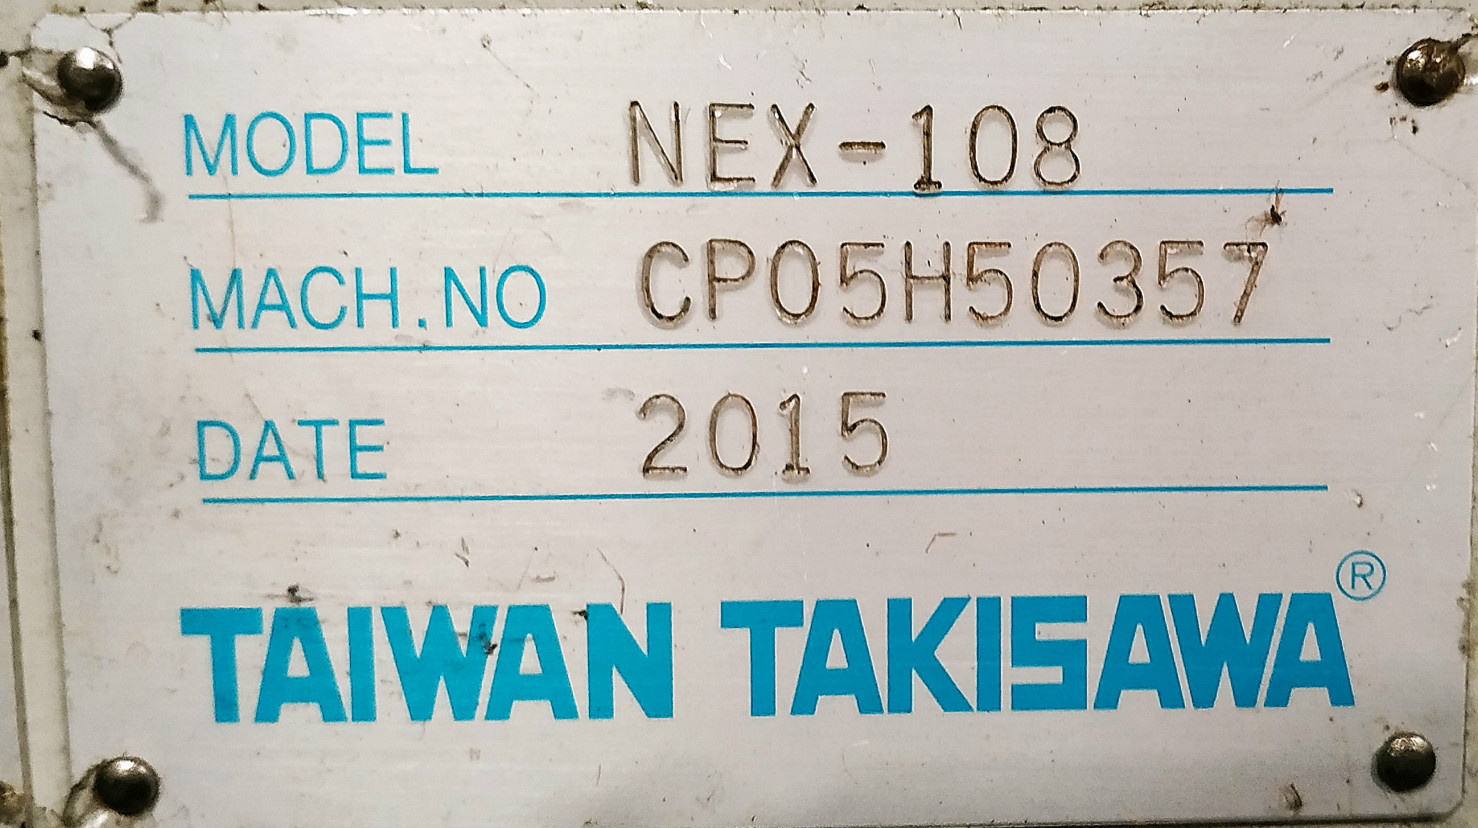 MODEL NEX-108
MACH.NO CP05H50357
DATE 2015
TAIWAN TAKISAWA®